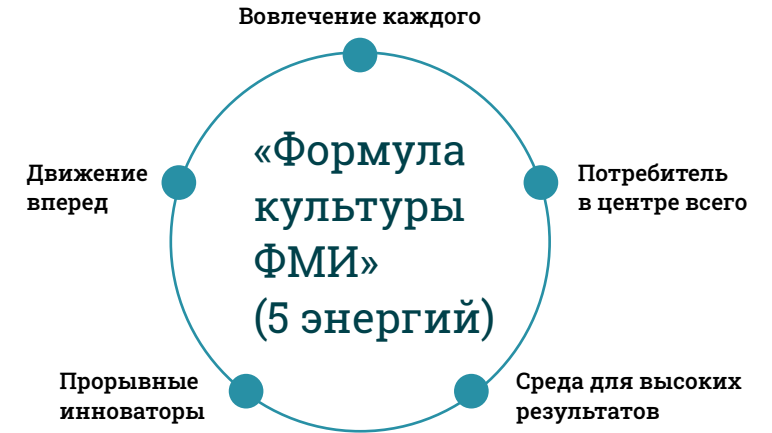 Вовлечение каждого
«Формула
культуры
ФМИ»
(5 энергий)
Движение
вперед
Потребитель
в центре всего
Прорывные
инноваторы
Среда для высоких
результатов